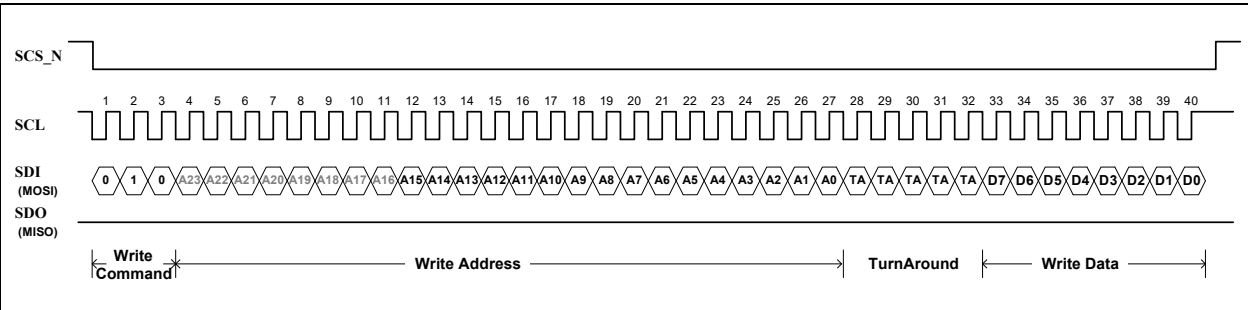 SCS_N
1 2 3 4 5 6 7 8 9 10 11 12 13 14 15 16 17 18 19 20 21 22 23 24 25 26 27 28 29 30 31 32 33 34 35 36 37 38 39 40
SCL
SDI
(MOSI)
0 1 0 A23 A22 A21 A20 A19 A18 A17 A16 A15 A14 A13 A12 A11 A10 A9 A8 A7 A6 A5 A4 A3 A2 A1 A0 TA TA TA TA TA D7 D6 D5 D4 D3 D2 D1 D0
SDO
(MISO)
Write
Command
Write Address
TurnAround
Write Data